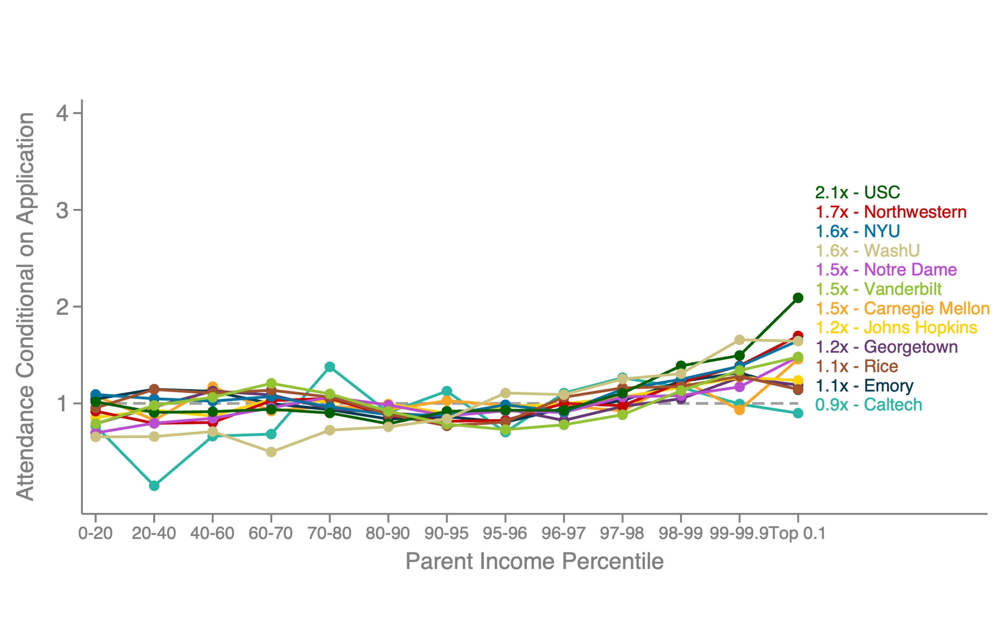 Attendance Conditional on Application
4
3
2
1
2.1x - USC
1.7x - Northwestern
1.6x - NYU
1.6x - WashU
1.5x - Notre Dame
1.5x - Vanderbilt
1.5x - Carnegie Mellon
1.2x - Johns Hopkins
1.2x - Georgetown
1.1x - Rice
1.1x - Emory
0.9x - Caltech
0-20 20-40 40-60 60-70 70-80 80-90 90-95 95-96 96-97 97-98 98-99 99-99.9 Top 0.1
Parent Income Percentile